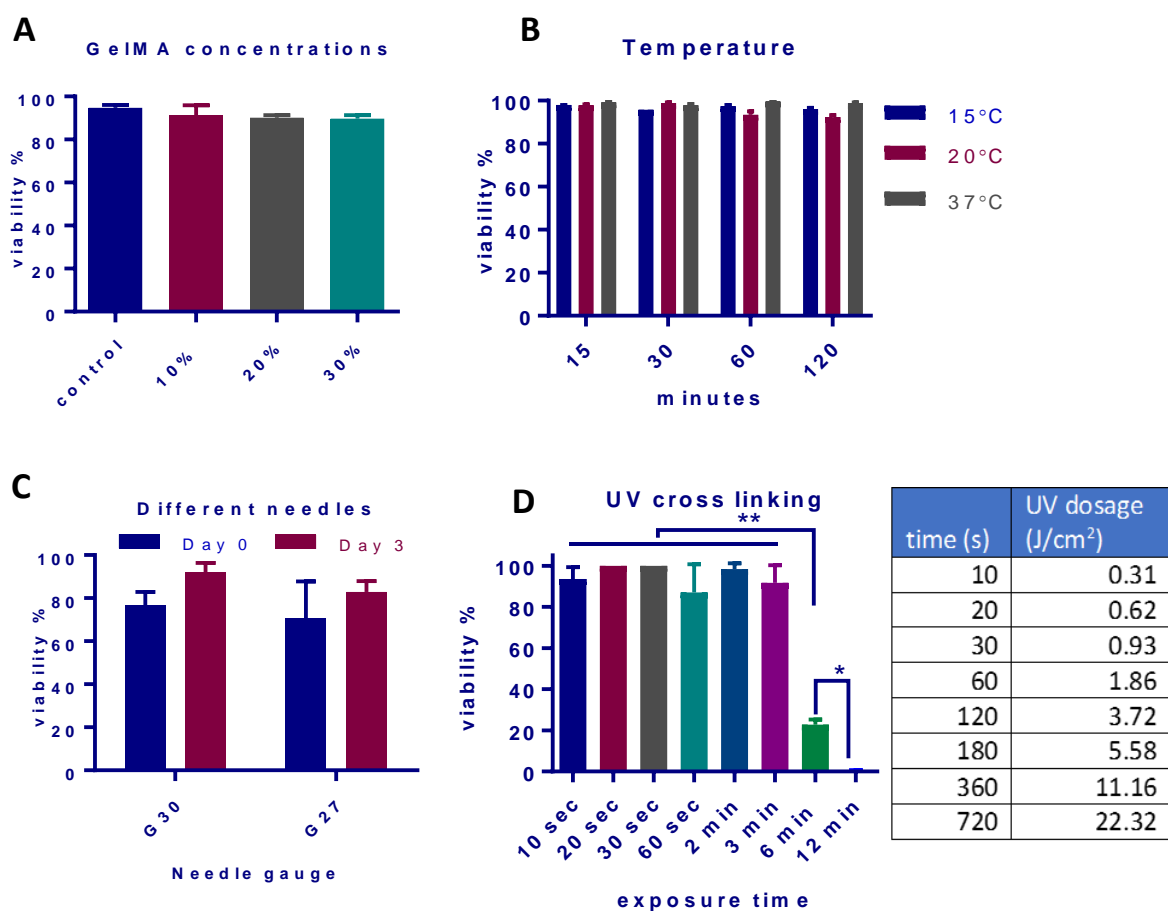 A
GelMA concentrations
viability %
100
80
60
40
20
0
control
10%
20%
30%
B
Temperature
viability %
100
80
60
40
20
0
15
30
60
120
minutes
15°C
20°C
37°C
C
Different needles
Day 0
Day 3
viability %
100
80
60
40
20
0
G30
G27
Needle gauge
D
UV cross linking
**
*
viability %
100
80
60
40
20
0
10 sec
20 sec
30 sec
60 sec
2 min
3 min
6 min
12 min
exposure time
time (s) UV dosage (J/cm²)
10 0.31
20 0.62
30 0.93
60 1.86
120 3.72
180 5.58
360 11.16
720 22.32